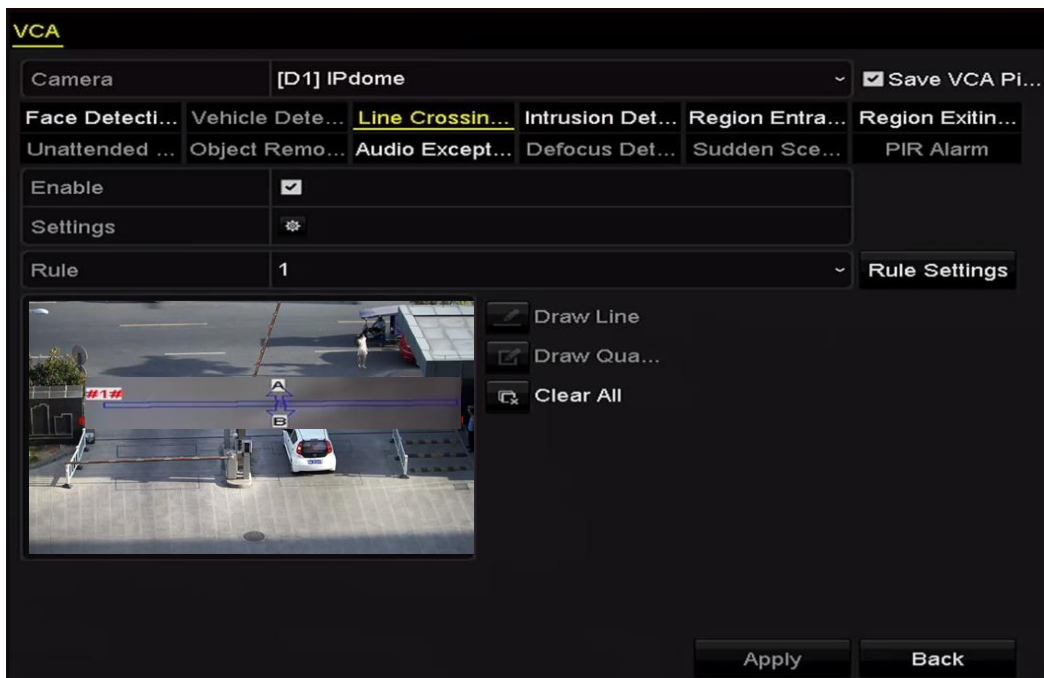 VCA
Camera [D1] IPdome Save VCA Pi...
Face Detecti... Vehicle Dete... Line Crossin... Intrusion Det... Region Entra... Region Exitin...
Unattended ... Object Remo... Audio Except... Defocus Det... Sudden Sce... PIR Alarm
Enable
Settings
Rule 1 Rule Settings
Draw Line
Draw Qua...
Clear All
#1#
A
B
Apply Back